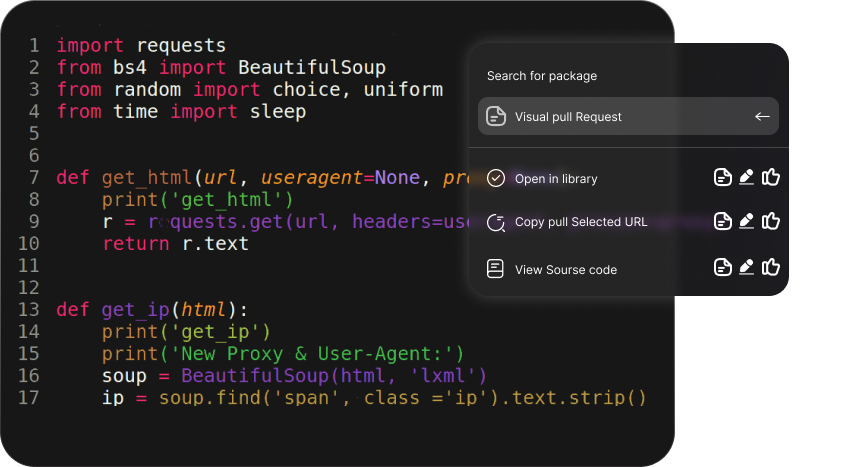 1 import requests
2 from bs4 import BeautifulSoup
3 from random import choice, uniform
4 from time import sleep
5
6
7 def get_html(url, useragent=None, pro
8 print('get_html')
9 r = requests.get(url, headers=use
10 return r.text
11
12
13 def get_ip(html):
14 print('get_ip')
15 print('New Proxy & User-Agent:')
16 soup = BeautifulSoup(html, 'lxml')
17 ip = soup.find('span', class ='ip').text.strip()
Search for package
Visual pull Request
Open in library
Copy pull Selected URL
View Sourse code